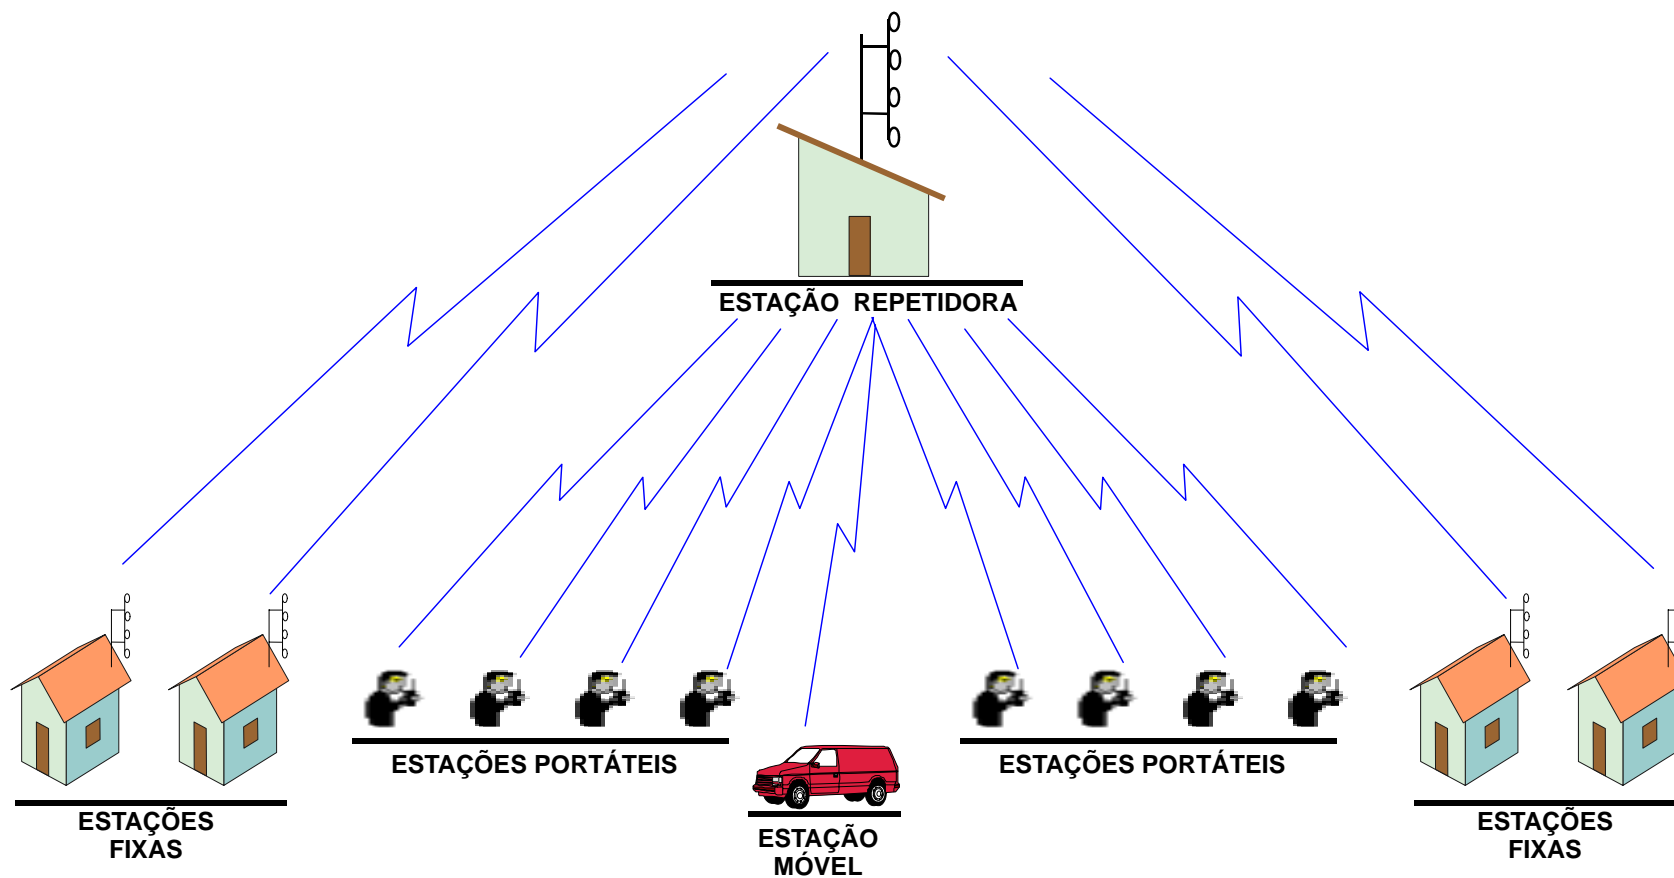 ESTAÇÃO REPETIDORA
ESTAÇÕES PORTÁTEIS
ESTAÇÕES PORTÁTEIS
ESTAÇÕES
FIXAS
ESTAÇÃO
MÓVEL
ESTAÇÕES
FIXAS